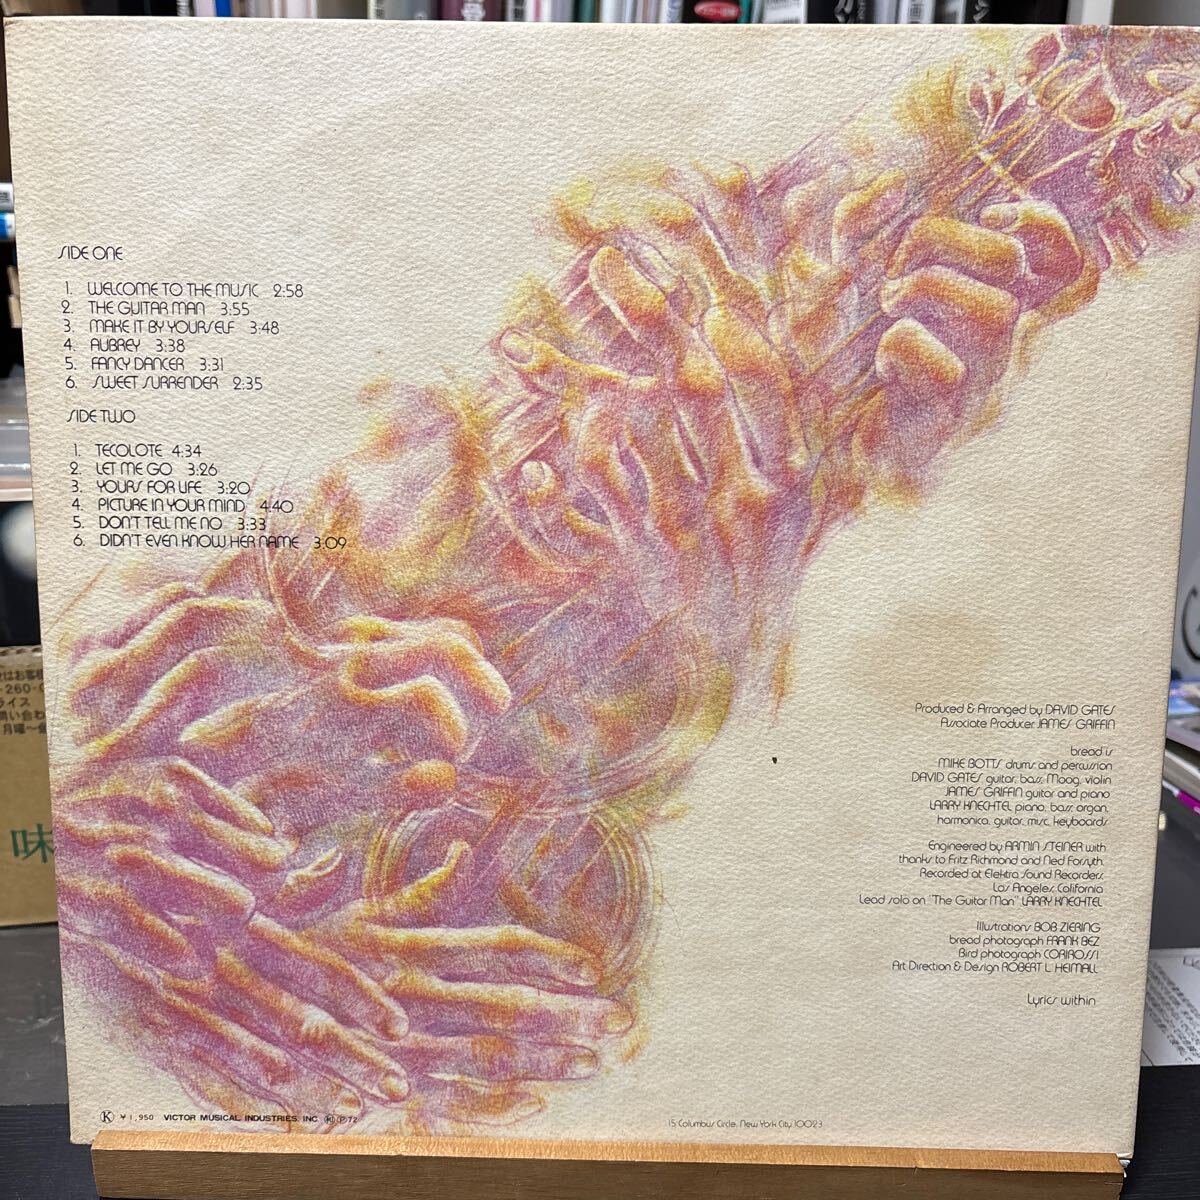 SIDE ONE
1. WELCOME TO THE MUSIC 2:58
2. THE GUITAR MAN 3:55
3. MAKE IT BY YOURSELF 3:48
4. AUBREY 3:38
5. FANCY DANCER 3:31
6. SWEET SURRENDER 2:35
SIDE TWO
1. TECOLOTE 4:34
2. LET ME GO 3:26
3. YOURS FOR LIFE 3:20
4. PICTURE IN YOUR MIND 4:40
5. DON'T TELL ME NO 3:33
6. DIDN'T EVEN KNOW HER NAME 3:09
Produced & Arranged by DAVID GATES
Associate Producer JAMES GRIFFIN
bread is
MIKE BOTTS drums and percussion
DAVID GATES guitar, bass, Moog, violin
JAMES GRIFFIN guitar and piano
LARRY KNECHTEL piano, bass, organ,
harmonica, guitar, misc. keyboards
Engineered by ARMIN STEINER with
thanks to Fritz Richmond and Ned Forsyth.
Recorded at Elektra Sound Recorders,
Los Angeles, California
Lead solo on "The Guitar Man" LARRY KNECHTEL
Illustrations BOB ZIERING
bread photograph FRANK BEZ
Bird photograph CORIROSSI
Art Direction & Design ROBERT L. HEIMALL
Lyrics within
Ⓚ ¥1,950 VICTOR MUSICAL INDUSTRIES, INC. Ⓟ'72
15 Columbus Circle, New York City 10023
味